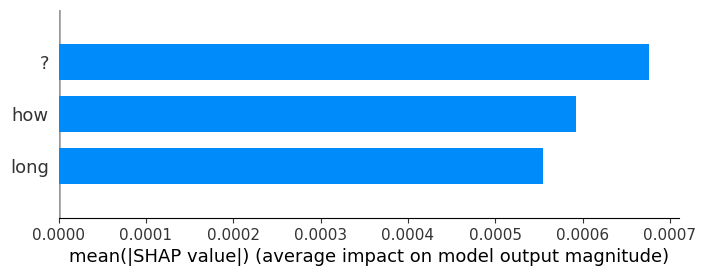 ?
how
long
0.0000 0.0001 0.0002 0.0003 0.0004 0.0005 0.0006 0.0007
mean(|SHAP value|) (average impact on model output magnitude)